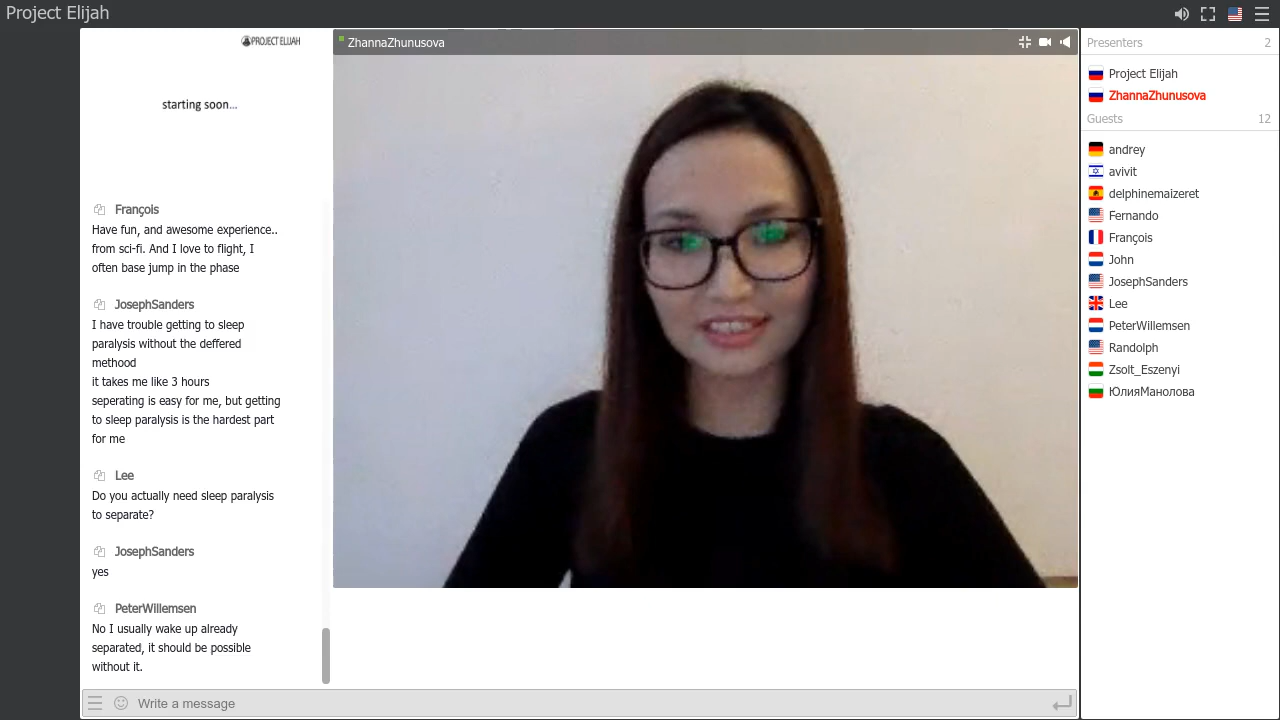 Project Elijah
PROJECT ELIJAH
starting soon...
François
Have fun, and awesome experience..
from sci-fi. And I love to flight, I
often base jump in the phase
JosephSanders
I have trouble getting to sleep
paralysis without the deffered
methood
it takes me like 3 hours
seperating is easy for me, but getting
to sleep paralysis is the hardest part
for me
Lee
Do you actually need sleep paralysis
to separate?
JosephSanders
yes
PeterWillemsen
No I usually wake up already
separated, it should be possible
without it.
Write a message
ZhannaZhunusova
Presenters 2
Project Elijah
ZhannaZhunusova
Guests 12
andrey
avivit
delphinemaizeret
Fernando
François
John
JosephSanders
Lee
PeterWillemsen
Randolph
Zsolt_Eszenyi
ЮлияМанолова